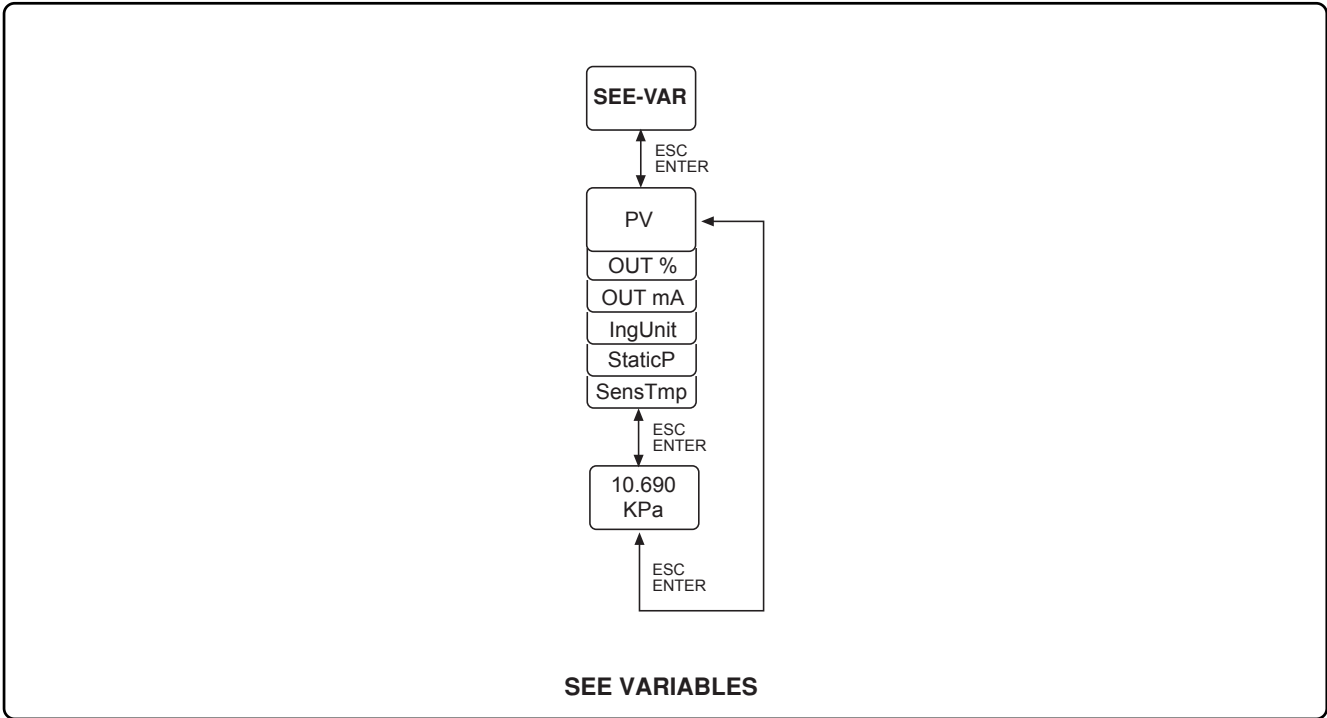 SEE-VAR
ESC
ENTER
PV
OUT %
OUT mA
IngUnit
StaticP
SensTmp
ESC
ENTER
10.690
KPa
ESC
ENTER
SEE VARIABLES